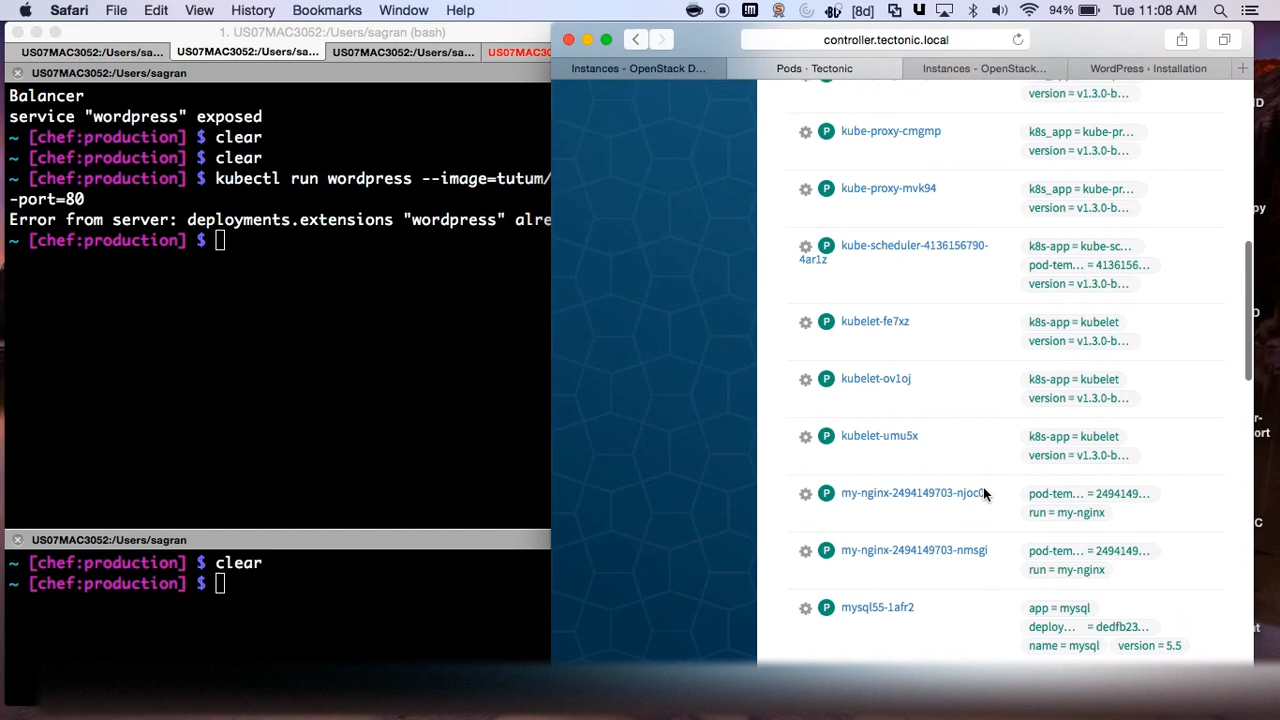 Safari File Edit View History Bookmarks Window Help
[8d] 94% Tue 11:08 AM
1. US07MAC3052:/Users/sagran (bash)
US07MAC3052:/Users/sa... US07MAC3052:/Users/sa... US07MAC3052:/Users/sa... US07MAC30
US07MAC3052:/Users/sagran
Balancer
service "wordpress" exposed
~ [chef:production] $ clear
~ [chef:production] $ clear
~ [chef:production] $ kubectl run wordpress --image=tutum/
-port=80
Error from server: deployments.extensions "wordpress" alre
~ [chef:production] $
US07MAC3052:/Users/sagran
~ [chef:production] $ clear
~ [chef:production] $
controller.tectonic.local
Instances - OpenStack D... Pods · Tectonic Instances - OpenStack... WordPress › Installation
version = v1.3.0-b...
kube-proxy-cmgmp k8s_app = kube-pr...
version = v1.3.0-b...
kube-proxy-mvk94 k8s_app = kube-pr...
version = v1.3.0-b...
kube-scheduler-4136156790- k8s-app = kube-sc...
4ar1z pod-tem... = 4136156...
version = v1.3.0-b...
kubelet-fe7xz k8s-app = kubelet
version = v1.3.0-b...
kubelet-ov1oj k8s-app = kubelet
version = v1.3.0-b...
kubelet-umu5x k8s-app = kubelet
version = v1.3.0-b...
my-nginx-2494149703-njoc0 pod-tem... = 2494149...
run = my-nginx
my-nginx-2494149703-nmsgi pod-tem... = 2494149...
run = my-nginx
mysql55-1afr2 app = mysql
deploy... = dedfb23...
name = mysql version = 5.5